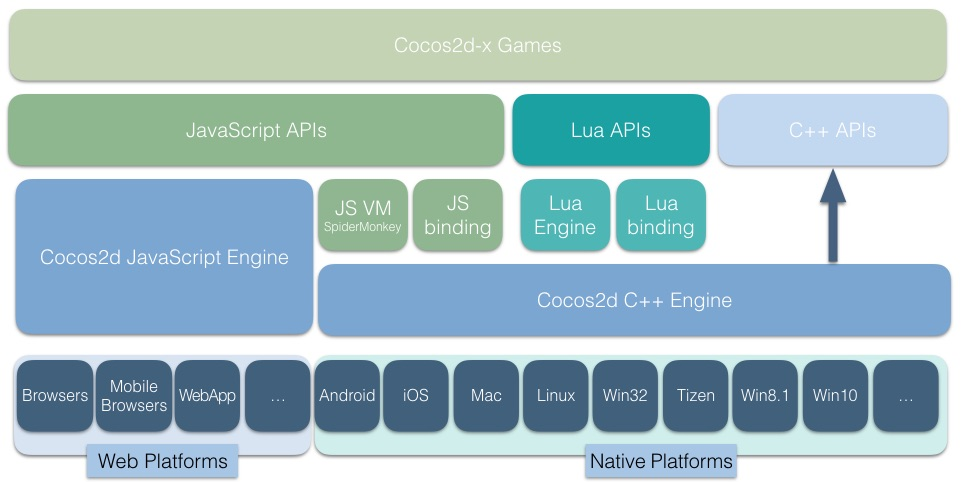 Cocos2d-x Games
JavaScript APIs
Lua APIs
C++ APIs
JS VM
SpiderMonkey
JS
binding
Lua
Engine
Lua
binding
Cocos2d JavaScript Engine
Cocos2d C++ Engine
Browsers
Mobile
Browsers
WebApp
...
Android
iOS
Mac
Linux
Win32
Tizen
Win8.1
Win10
...
Web Platforms
Native Platforms